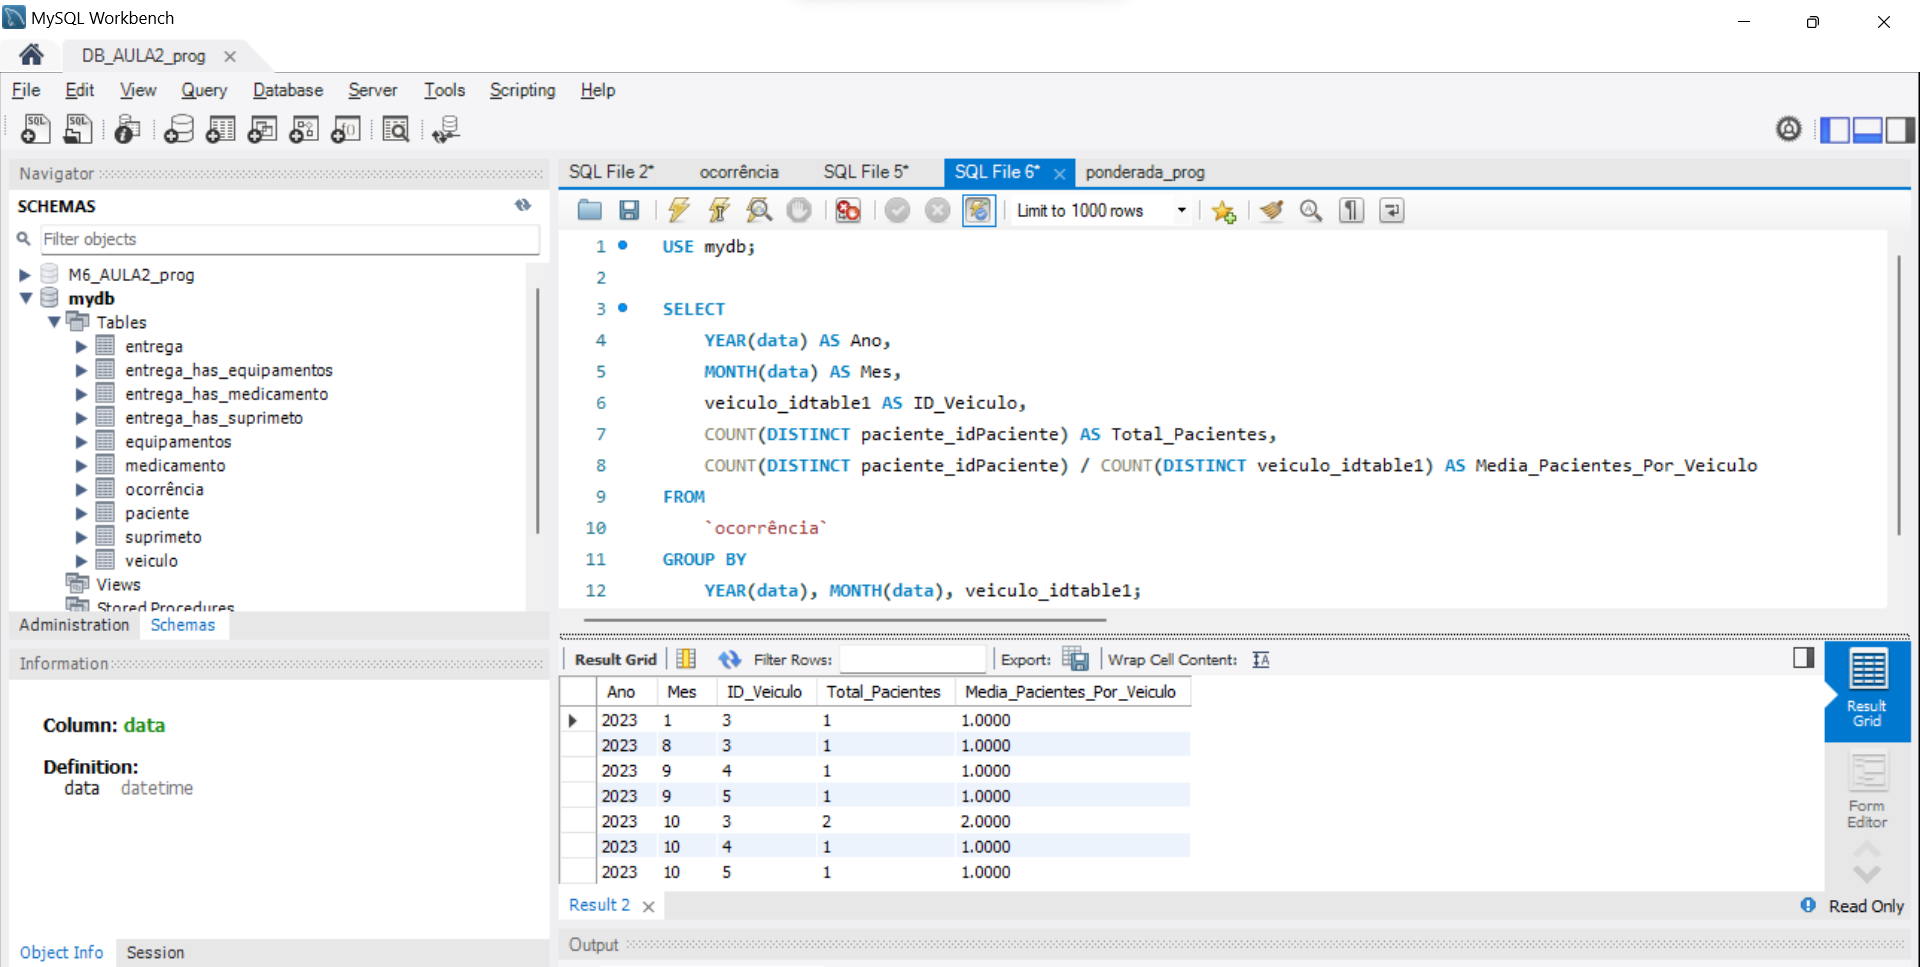 MySQL Workbench
DB_AULA2_prog
File Edit View Query Database Server Tools Scripting Help
Navigator
SCHEMAS
Filter objects
M6_AULA2_prog
mydb
Tables
entrega
entrega_has_equipamentos
entrega_has_medicamento
entrega_has_suprimeto
equipamentos
medicamento
ocorrência
paciente
suprimeto
veiculo
Views
Stored Procedures
Administration Schemas
Information
Column: data
Definition:
data datetime
Object Info Session
SQL File 2* ocorrência SQL File 5* SQL File 6* ponderada_prog
Limit to 1000 rows
1 USE mydb;
2
3 SELECT
4 YEAR(data) AS Ano,
5 MONTH(data) AS Mes,
6 veiculo_idtable1 AS ID_Veiculo,
7 COUNT(DISTINCT paciente_idPaciente) AS Total_Pacientes,
8 COUNT(DISTINCT paciente_idPaciente) / COUNT(DISTINCT veiculo_idtable1) AS Media_Pacientes_Por_Veiculo
9 FROM
10 `ocorrência`
11 GROUP BY
12 YEAR(data), MONTH(data), veiculo_idtable1;
Result Grid Filter Rows: Export: Wrap Cell Content:
Ano Mes ID_Veiculo Total_Pacientes Media_Pacientes_Por_Veiculo
2023 1 3 1 1.0000
2023 8 3 1 1.0000
2023 9 4 1 1.0000
2023 9 5 1 1.0000
2023 10 3 2 2.0000
2023 10 4 1 1.0000
2023 10 5 1 1.0000
Result
Grid
Form
Editor
Result 2
Read Only
Output